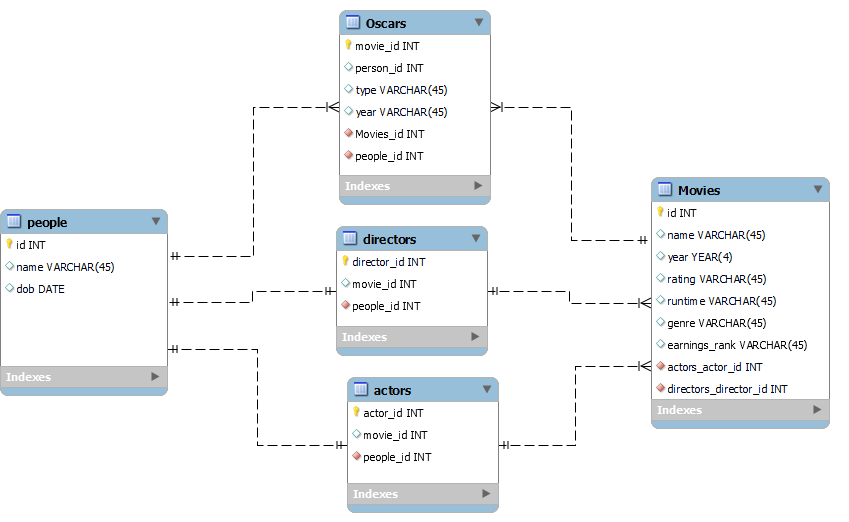 Oscars
movie_id INT
person_id INT
type VARCHAR(45)
year VARCHAR(45)
Movies_id INT
people_id INT
Indexes
people
id INT
name VARCHAR(45)
dob DATE
Indexes
directors
director_id INT
movie_id INT
people_id INT
Indexes
actors
actor_id INT
movie_id INT
people_id INT
Indexes
Movies
id INT
name VARCHAR(45)
year YEAR(4)
rating VARCHAR(45)
runtime VARCHAR(45)
genre VARCHAR(45)
earnings_rank VARCHAR(45)
actors_actor_id INT
directors_director_id INT
Indexes